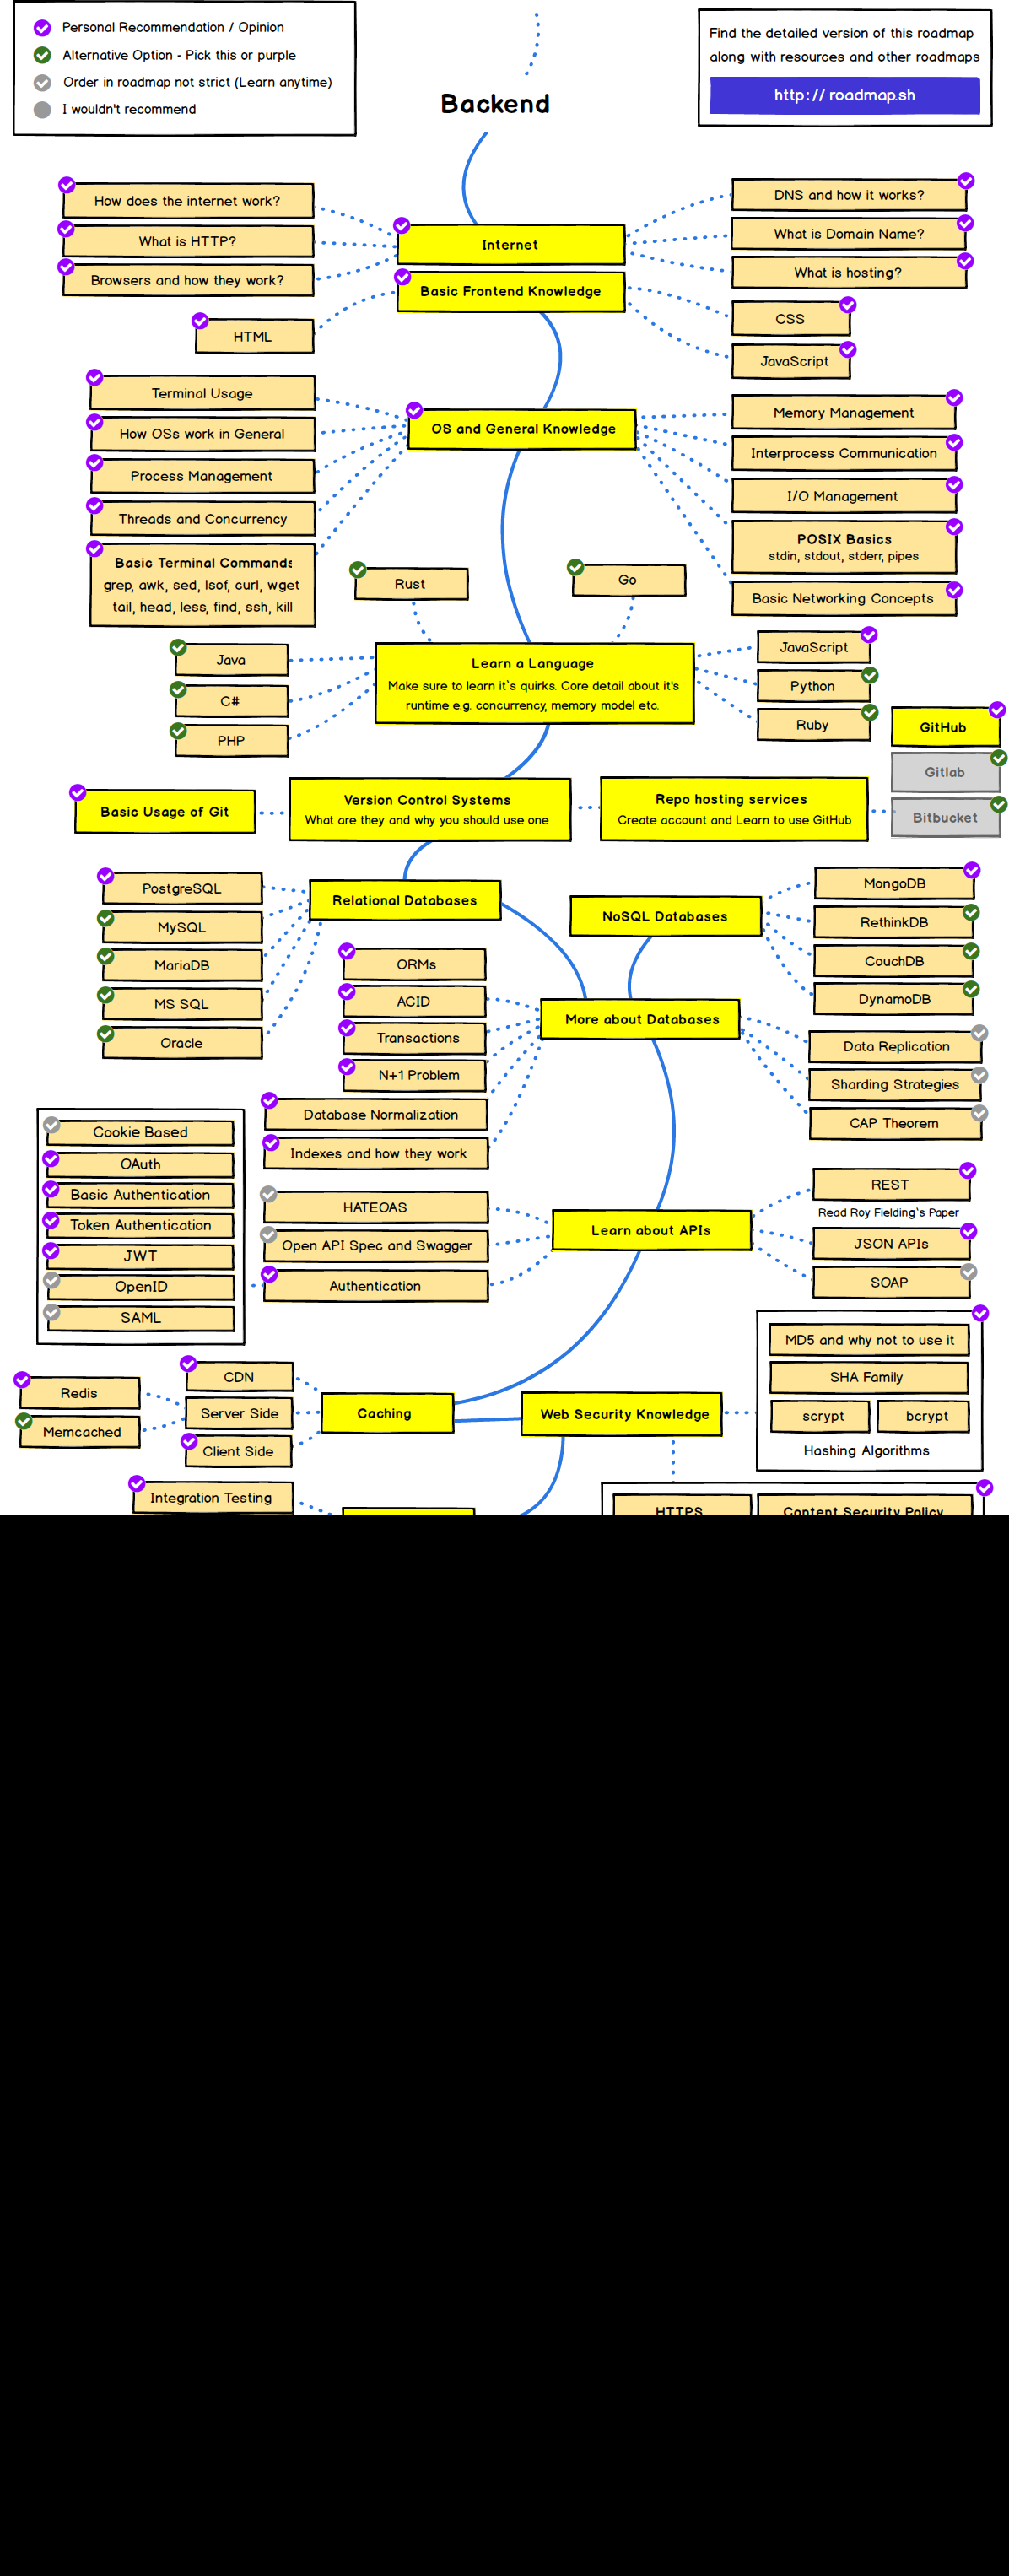 Personal Recommendation / Opinion
Alternative Option - Pick this or purple
Order in roadmap not strict (Learn anytime)
I wouldn't recommend
Find the detailed version of this roadmap
along with resources and other roadmaps
http:// roadmap.sh
Backend
How does the internet work?
What is HTTP?
Browsers and how they work?
Internet
DNS and how it works?
What is Domain Name?
What is hosting?
Basic Frontend Knowledge
HTML
CSS
JavaScript
Terminal Usage
How OSs work in General
Process Management
Threads and Concurrency
Basic Terminal Commands
grep, awk, sed, lsof, curl, wget
tail, head, less, find, ssh, kill
OS and General Knowledge
Memory Management
Interprocess Communication
I/O Management
POSIX Basics
stdin, stdout, stderr, pipes
Basic Networking Concepts
Rust
Go
Java
C#
PHP
Learn a Language
Make sure to learn it`s quirks. Core detail about it's
runtime e.g. concurrency, memory model etc.
JavaScript
Python
Ruby
GitHub
Gitlab
Bitbucket
Basic Usage of Git
Version Control Systems
What are they and why you should use one
Repo hosting services
Create account and Learn to use GitHub
PostgreSQL
MySQL
MariaDB
MS SQL
Oracle
Relational Databases
NoSQL Databases
MongoDB
RethinkDB
CouchDB
DynamoDB
ORMs
ACID
Transactions
N+1 Problem
Database Normalization
Indexes and how they work
More about Databases
Data Replication
Sharding Strategies
CAP Theorem
Cookie Based
OAuth
Basic Authentication
Token Authentication
JWT
OpenID
SAML
HATEOAS
Open API Spec and Swagger
Authentication
Learn about APIs
REST
Read Roy Fielding's Paper
JSON APIs
SOAP
Redis
Memcached
CDN
Server Side
Client Side
Caching
Web Security Knowledge
MD5 and why not to use it
SHA Family
scrypt
bcrypt
Hashing Algorithms
Integration Testing
HTTPS
Content Security Policy